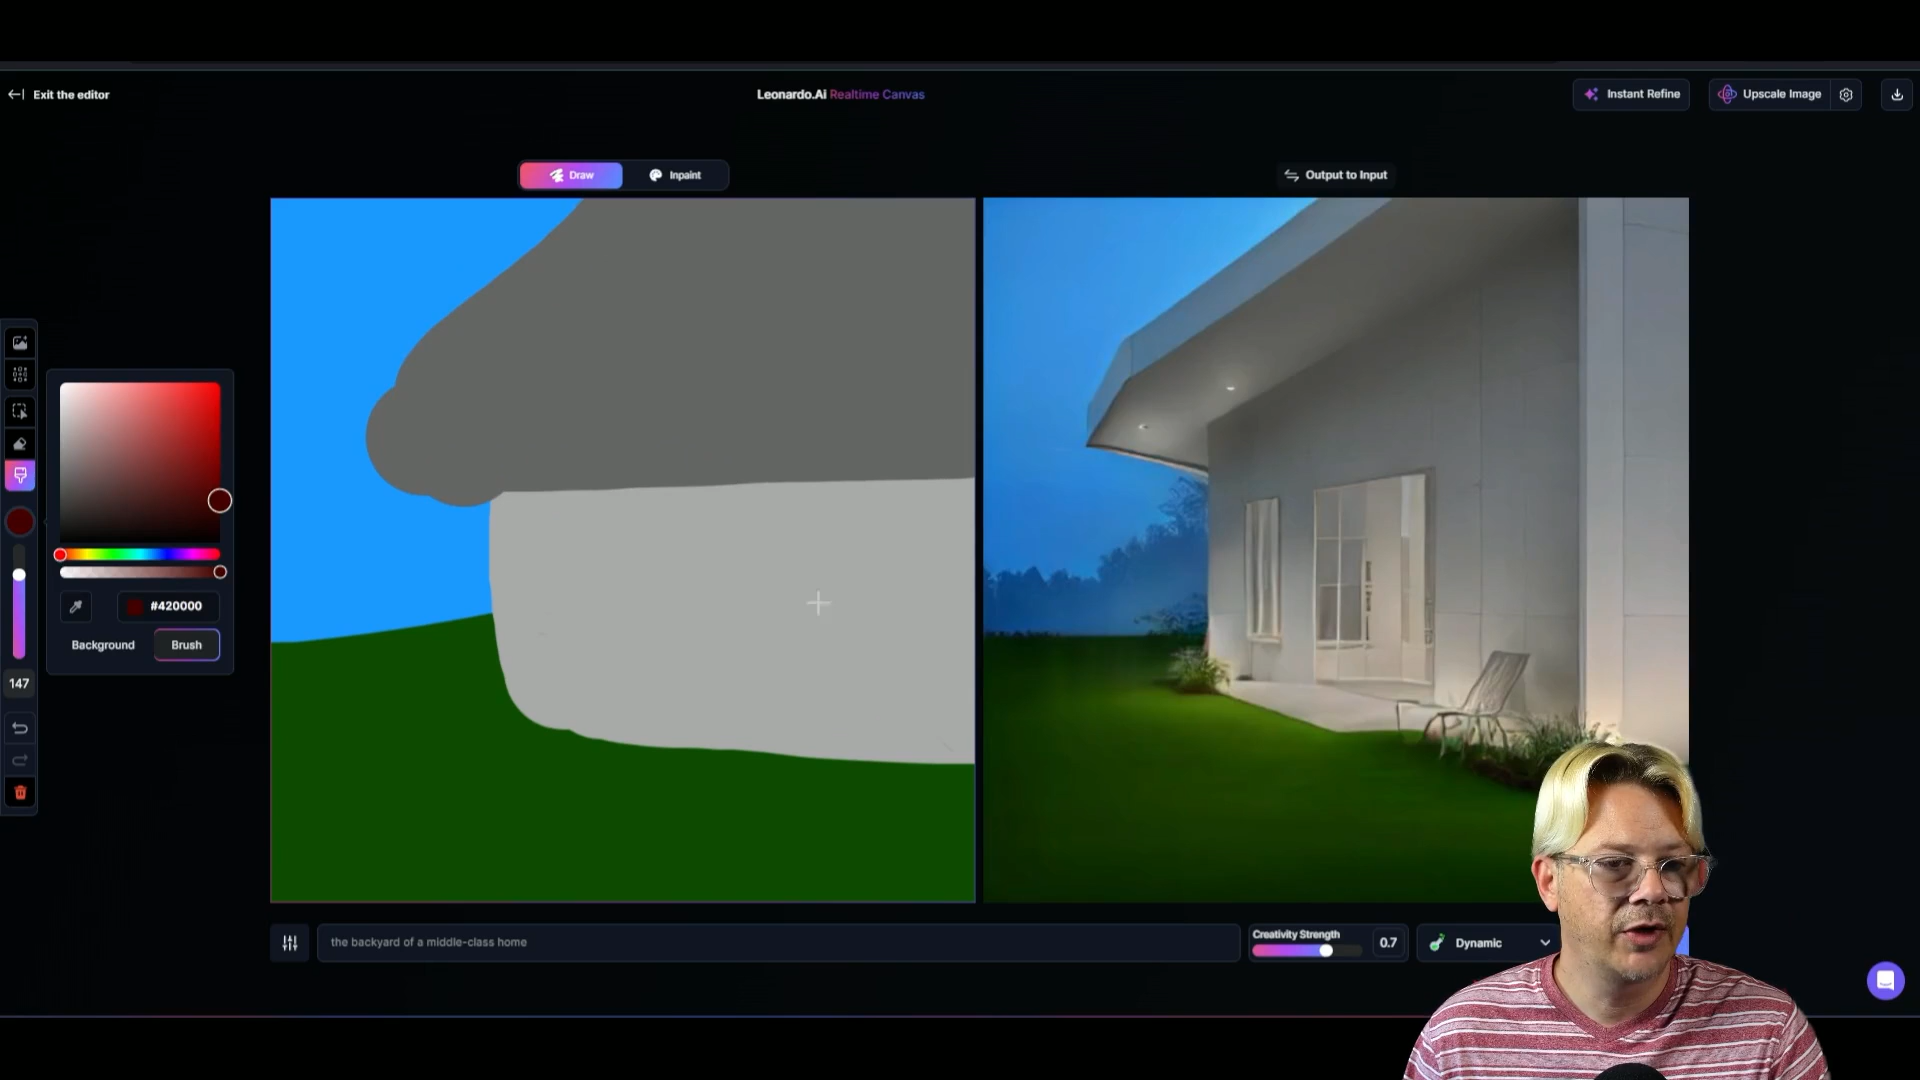 Exit the editor
Leonardo.Ai Realtime Canvas
Instant Refine
Upscale Image
Draw
Inpaint
Output to Input
#420000
Background
Brush
147
the backyard of a middle-class home
Creativity Strength
0.7
Dynamic